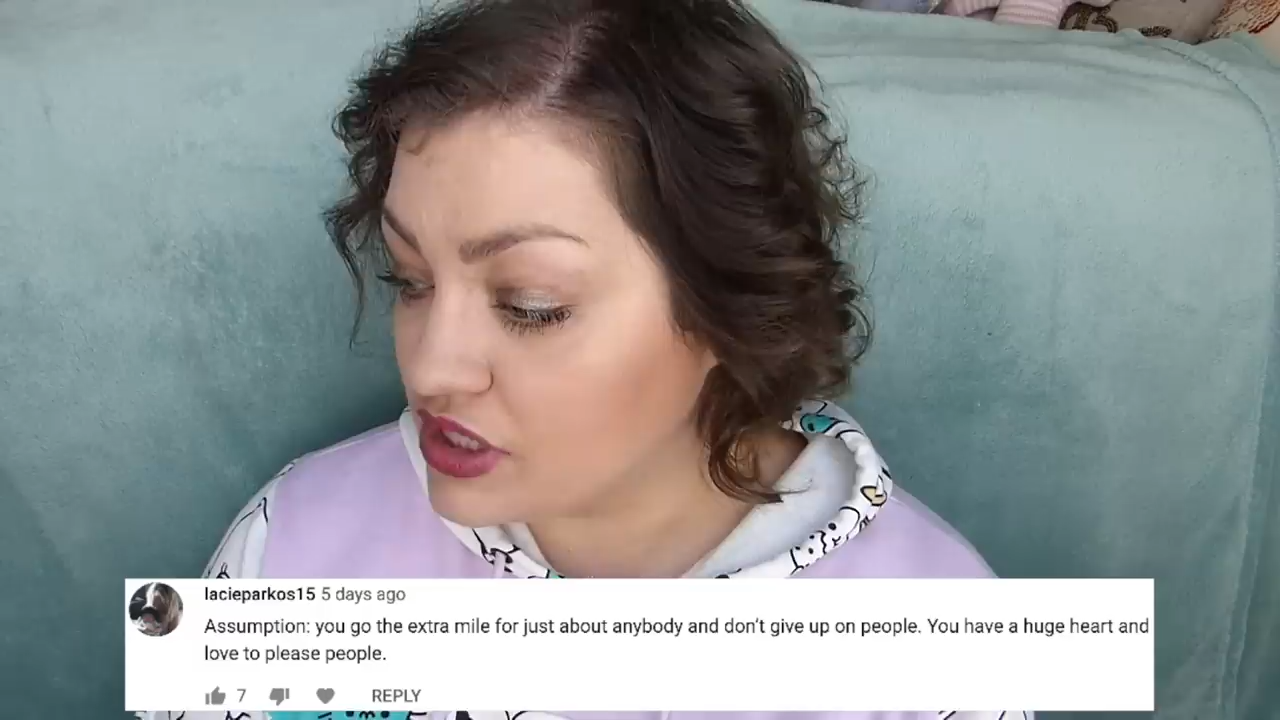 lacieparkos15 5 days ago
Assumption: you go the extra mile for just about anybody and don't give up on people. You have a huge heart and
love to please people.
7 REPLY